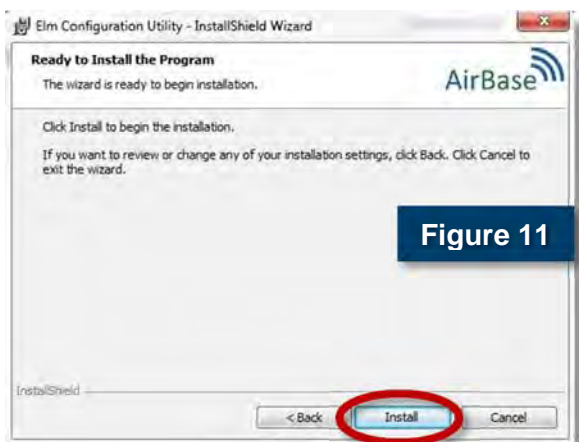 Elm Configuration Utility - InstallShield Wizard
Ready to Install the Program
The wizard is ready to begin installation.
AirBase
Click Install to begin the installation.
If you want to review or change any of your installation settings, click Back. Click Cancel to
exit the wizard.
Figure 11
InstallShield
< Back
Install
Cancel